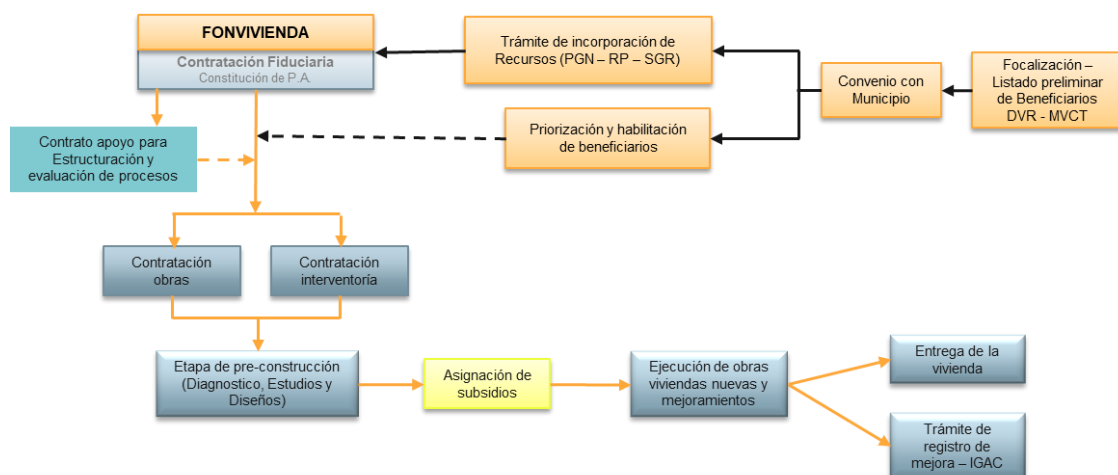 FONVIVIENDA
Contratación Fiduciaria
Constitución de P.A.
Trámite de incorporación de
Recursos (PGN – RP – SGR)
Convenio con
Municipio
Focalización –
Listado preliminar
de Beneficiarios
DVR - MVCT
Priorización y habilitación
de beneficiarios
Contrato apoyo para
Estructuración y
evaluación de procesos
Contratación
obras
Contratación
interventoría
Etapa de pre-construcción
(Diagnostico, Estudios y
Diseños)
Asignación de
subsidios
Ejecución de obras
viviendas nuevas y
mejoramientos
Entrega de la
vivienda
Trámite de
registro de
mejora – IGAC